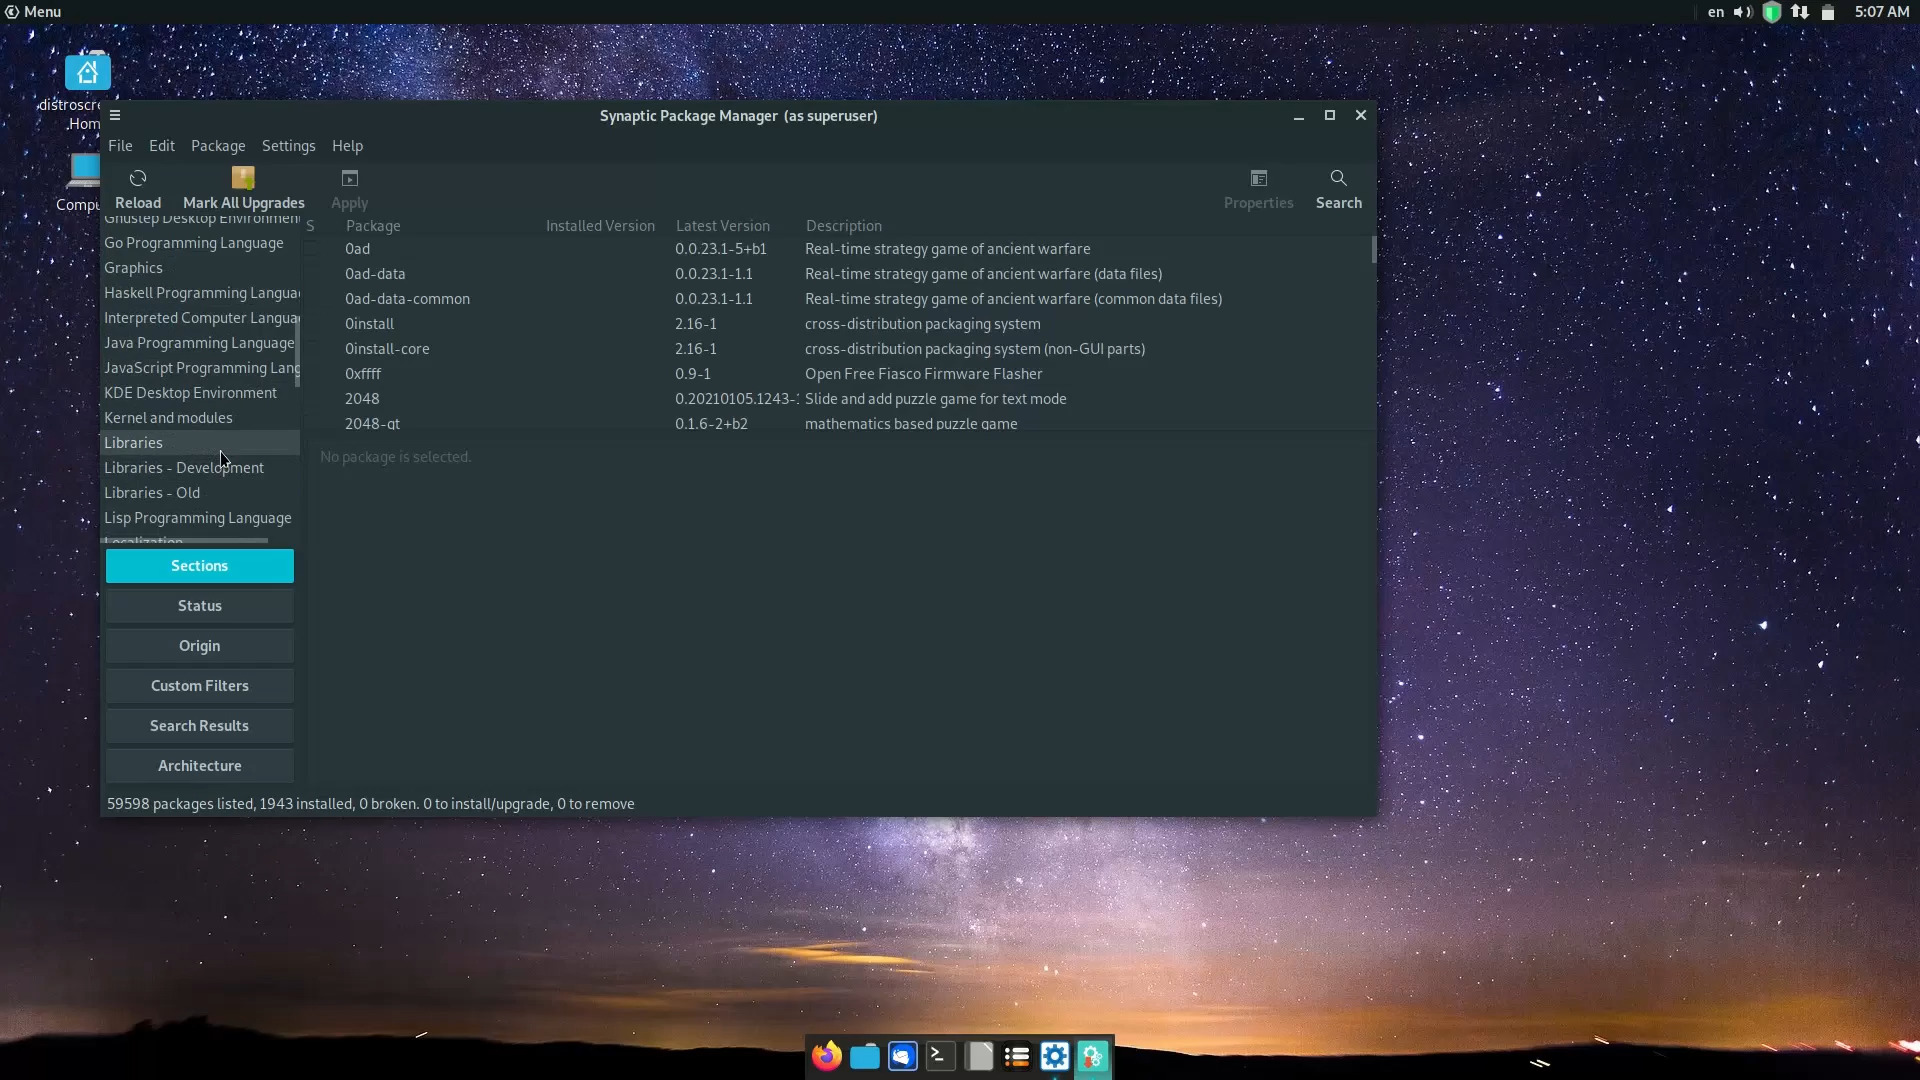 Menu
en
5:07 AM
distroscre
Hom
Compu
Synaptic Package Manager (as superuser)
File Edit Package Settings Help
Reload Mark All Upgrades Apply Properties Search
Gnustep Desktop Environment
Go Programming Language
Graphics
Haskell Programming Langua
Interpreted Computer Langua
Java Programming Language
JavaScript Programming Lang
KDE Desktop Environment
Kernel and modules
Libraries
Libraries - Development
Libraries - Old
Lisp Programming Language
Localization
Sections
Status
Origin
Custom Filters
Search Results
Architecture
S Package Installed Version Latest Version Description
0ad 0.0.23.1-5+b1 Real-time strategy game of ancient warfare
0ad-data 0.0.23.1-1.1 Real-time strategy game of ancient warfare (data files)
0ad-data-common 0.0.23.1-1.1 Real-time strategy game of ancient warfare (common data files)
0install 2.16-1 cross-distribution packaging system
0install-core 2.16-1 cross-distribution packaging system (non-GUI parts)
0xffff 0.9-1 Open Free Fiasco Firmware Flasher
2048 0.20210105.1243- Slide and add puzzle game for text mode
2048-qt 0.1.6-2+b2 mathematics based puzzle game
No package is selected.
59598 packages listed, 1943 installed, 0 broken. 0 to install/upgrade, 0 to remove